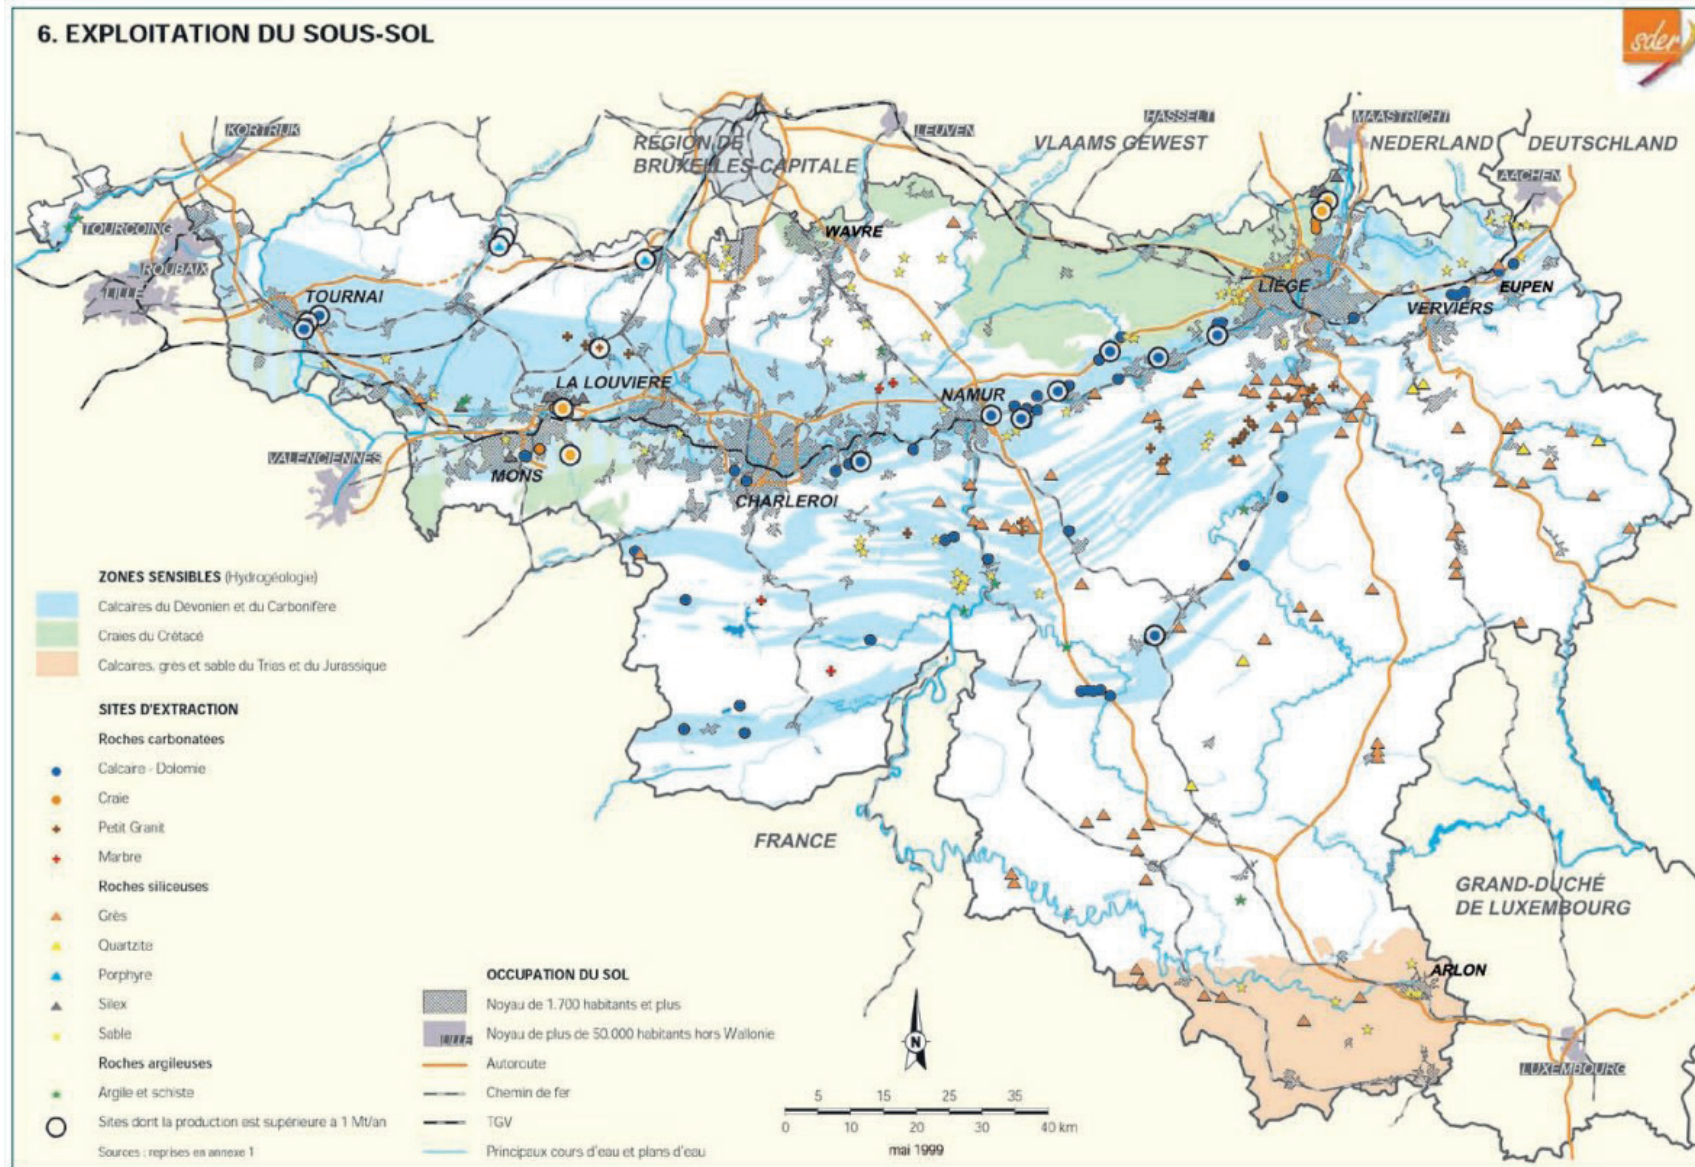 6. EXPLOITATION DU SOUS-SOL
sder
KORTRIJK
RÉGION DE
BRUXELLES-CAPITALE
LEUVEN
VLAAMS GEWEST
HASSELT
MAASTRICHT
NEDERLAND
DEUTSCHLAND
AACHEN
TOURCOING
ROUBAIX
LILLE
WAVRE
TOURNAI
LIÈGE
EUPEN
VERVIERS
LA LOUVIERE
NAMUR
VALENCIENNES
MONS
CHARLEROI
FRANCE
GRAND-DUCHÉ
DE LUXEMBOURG
ARLON
LUXEMBOURG
ZONES SENSIBLES (Hydrogéologie)
Calcaires du Dévonien et du Carbonifère
Craies du Crétacé
Calcaires, grès et sable du Trias et du Jurassique
SITES D'EXTRACTION
Roches carbonatées
Calcaire - Dolomie
Craie
Petit Granit
Marbre
Roches siliceuses
Grès
Quartzite
Porphyre
Silex
Sable
Roches argileuses
Argile et schiste
Sites dont la production est supérieure à 1 Mt/an
Sources : reprises en annexe 1
OCCUPATION DU SOL
Noyau de 1.700 habitants et plus
LILLE Noyau de plus de 50.000 habitants hors Wallonie
Autoroute
Chemin de fer
TGV
Principaux cours d'eau et plans d'eau
N
5 15 25 35
0 10 20 30 40 km
mai 1999